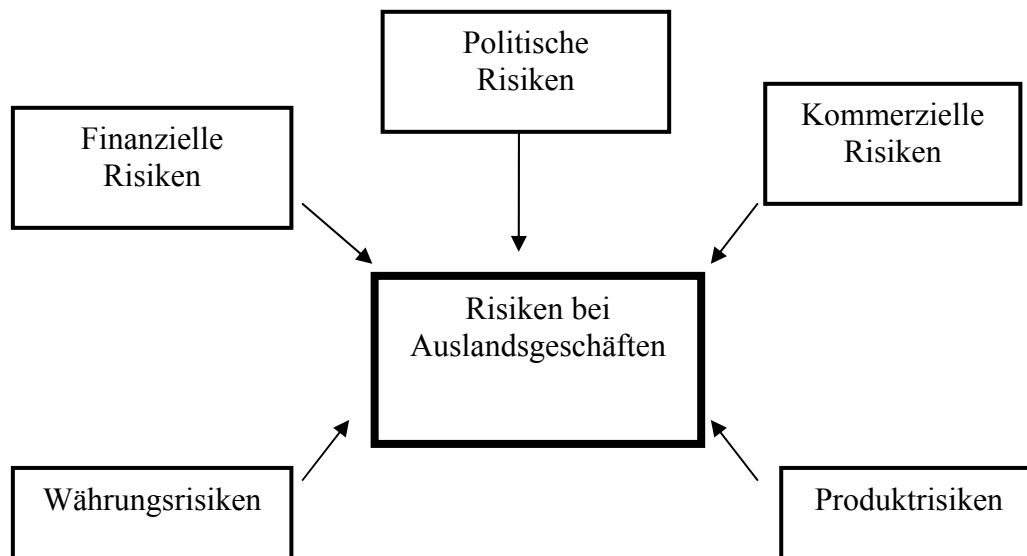 Politische
Risiken
Finanzielle
Risiken
Kommerzielle
Risiken
Risiken bei
Auslandsgeschäften
Währungsrisiken
Produktrisiken